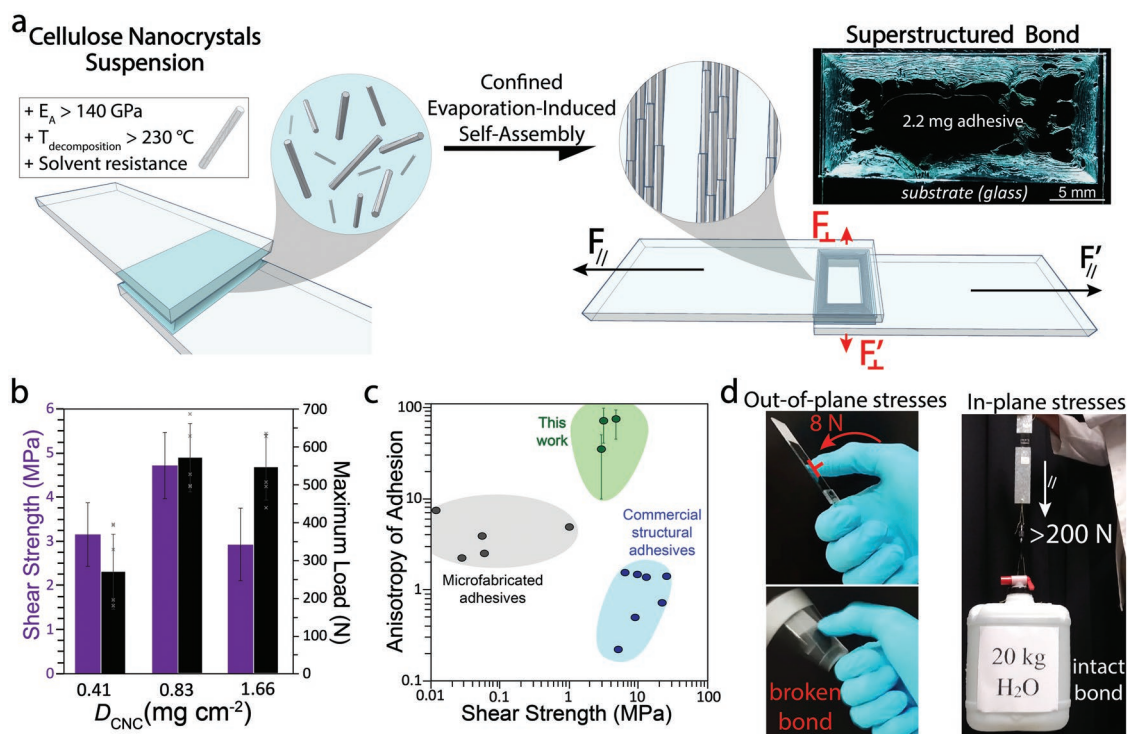 a
Cellulose Nanocrystals
Suspension
+ E_A > 140 GPa
+ T_decomposition > 230 °C
+ Solvent resistance
Confined
Evaporation-Induced
Self-Assembly
Superstructured Bond
2.2 mg adhesive
substrate (glass)
5 mm
F//
F⊥
F'//
F'⊥
b
Shear Strength (MPa)
6
5
4
3
2
1
0
Maximum Load (N)
700
600
500
400
300
200
100
0
0.41
0.83
1.66
D_CNC (mg cm⁻²)
c
Anisotropy of Adhesion
100
10
1
0.1
This
work
Commercial
structural
adhesives
Microfabricated
adhesives
0.01
0.1
1
10
100
Shear Strength (MPa)
d
Out-of-plane stresses
8 N
broken
bond
In-plane stresses
//
>200 N
20 kg
H₂O
intact
bond